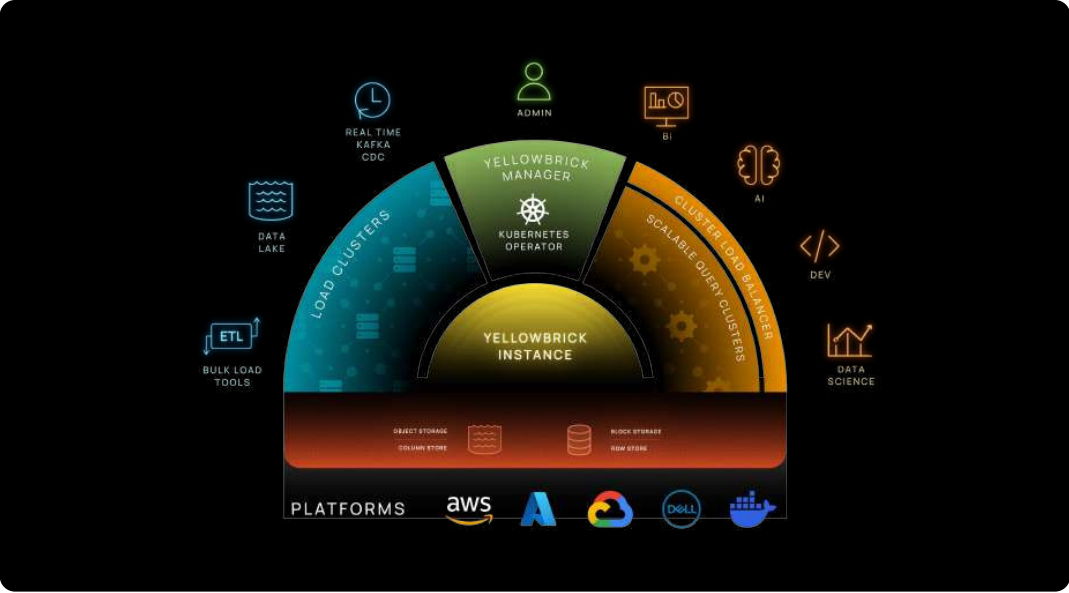 ADMIN
REAL TIME
KAFKA
CDC
BI
YELLOWBRICK
MANAGER
AI
DATA
LAKE
LOAD CLUSTERS
KUBERNETES
OPERATOR
CLUSTER LOAD BALANCER
SCALABLE QUERY CLUSTERS
</>
DEV
ETL
BULK LOAD
TOOLS
YELLOWBRICK
INSTANCE
DATA
SCIENCE
OBJECT STORAGE
COLUMN STORE
BLOCK STORAGE
ROW STORE
PLATFORMS
aws
DELL